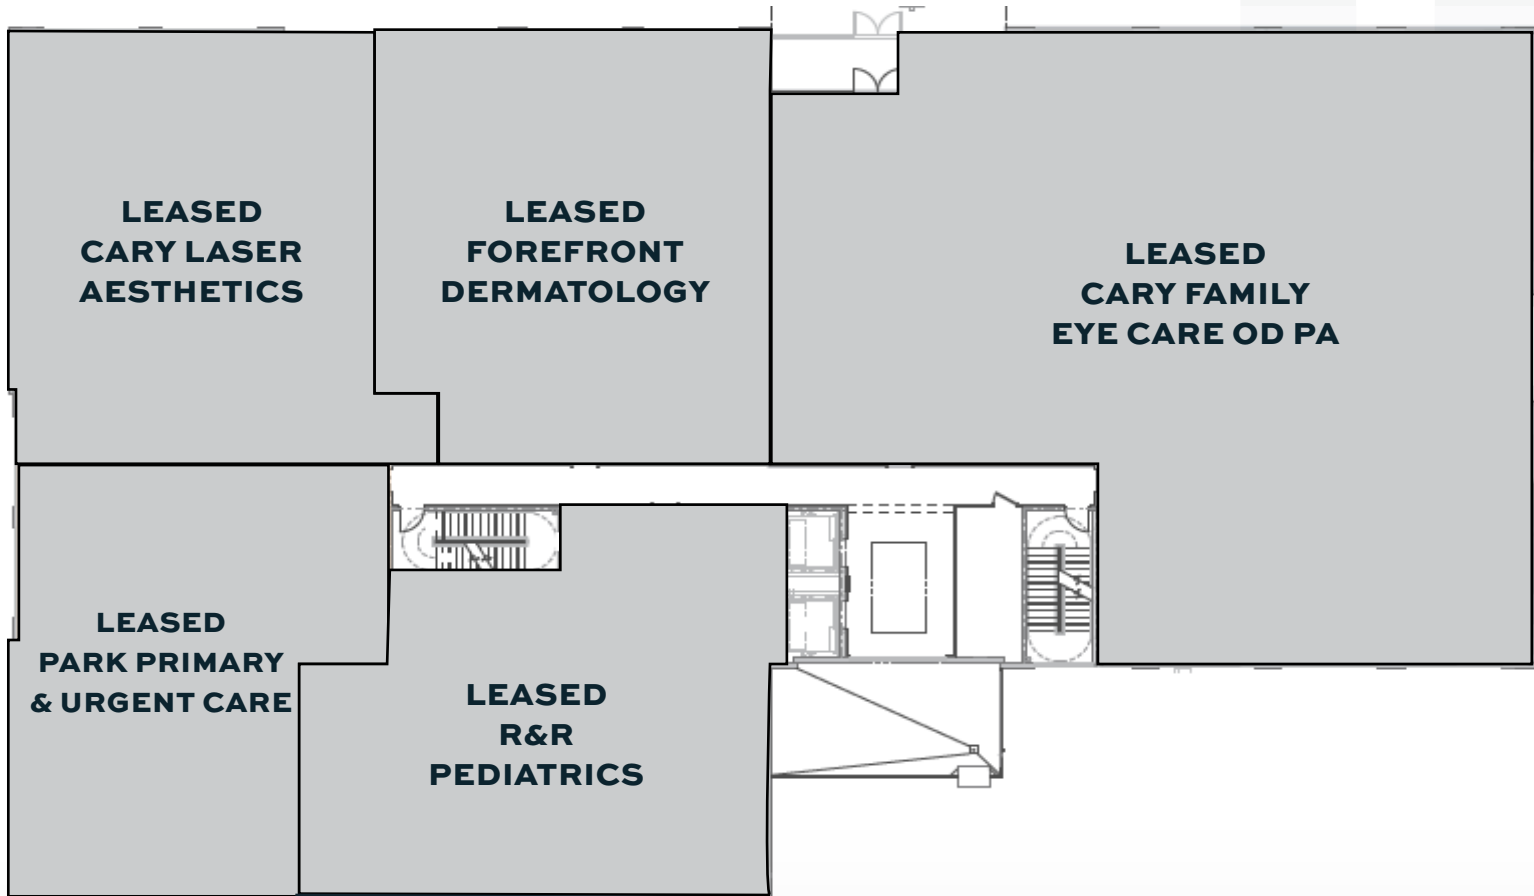 LEASED
CARY LASER
AESTHETICS
LEASED
FOREFRONT
DERMATOLOGY
LEASED
CARY FAMILY
EYE CARE OD PA
LEASED
PARK PRIMARY
& URGENT CARE
LEASED
R&R
PEDIATRICS